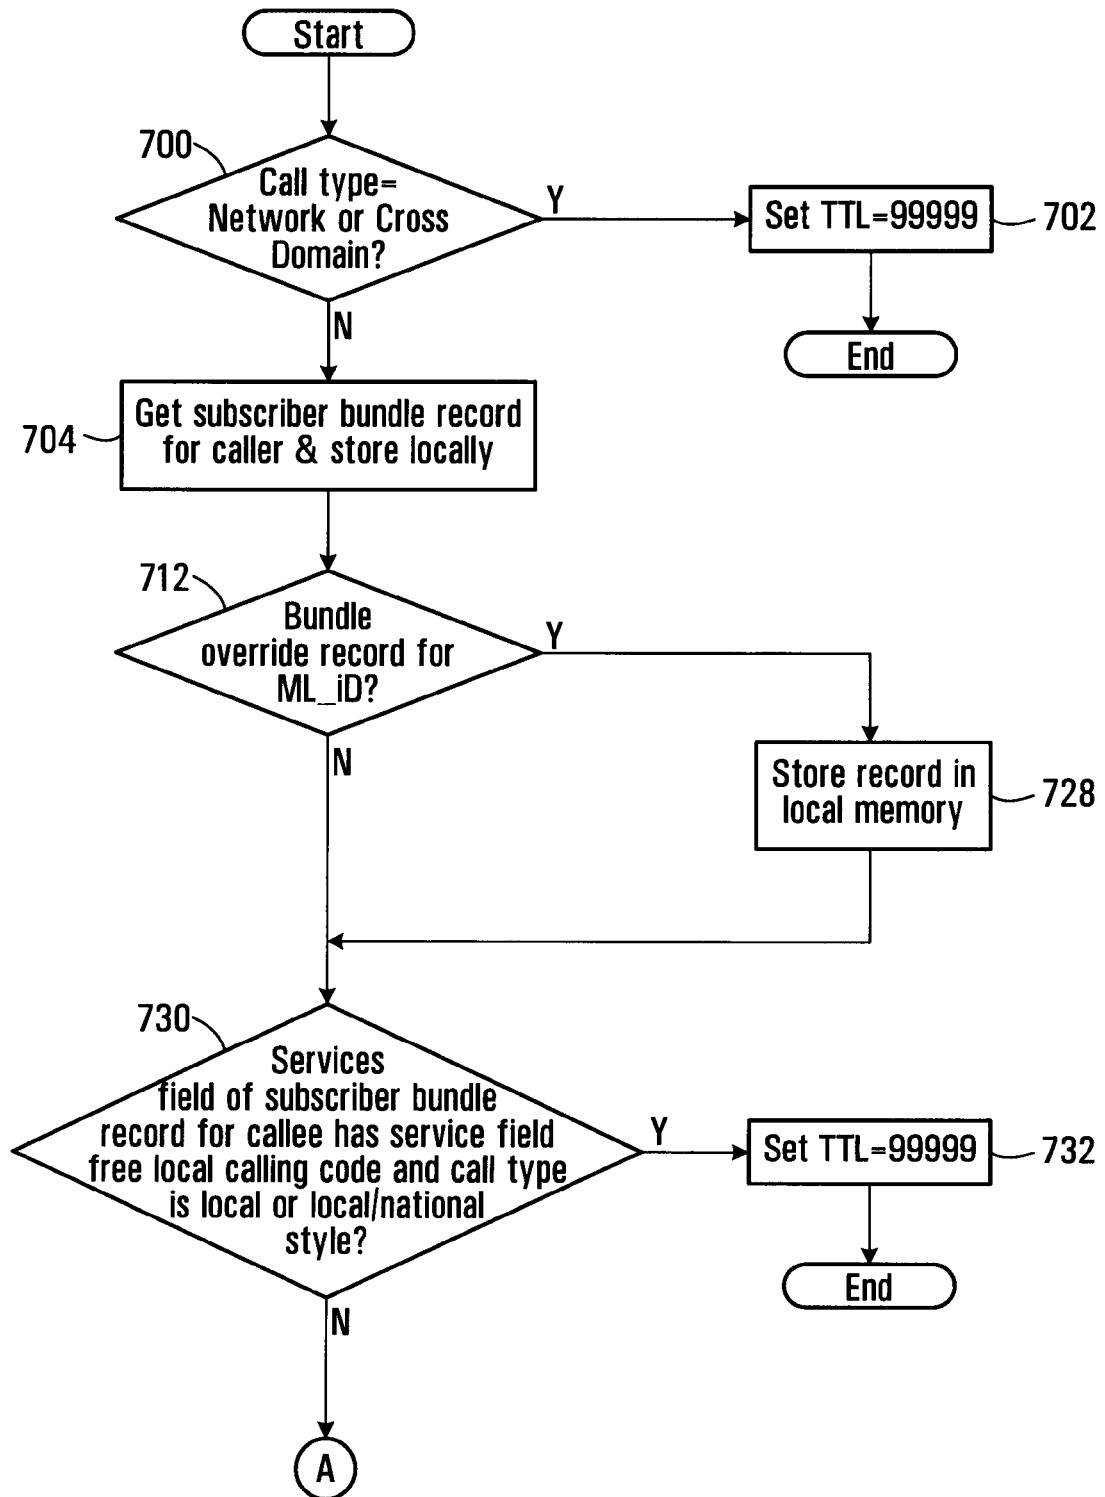 Start
700
Call type=
Network or Cross
Domain?
Y
Set TTL=99999
702
N
End
Get subscriber bundle record
for caller & store locally
704
712
Bundle
override record for
ML_iD?
Y
N
Store record in
local memory
728
730
Services
field of subscriber bundle
record for callee has service field
free local calling code and call type
is local or local/national
style?
Y
Set TTL=99999
732
End
N
A